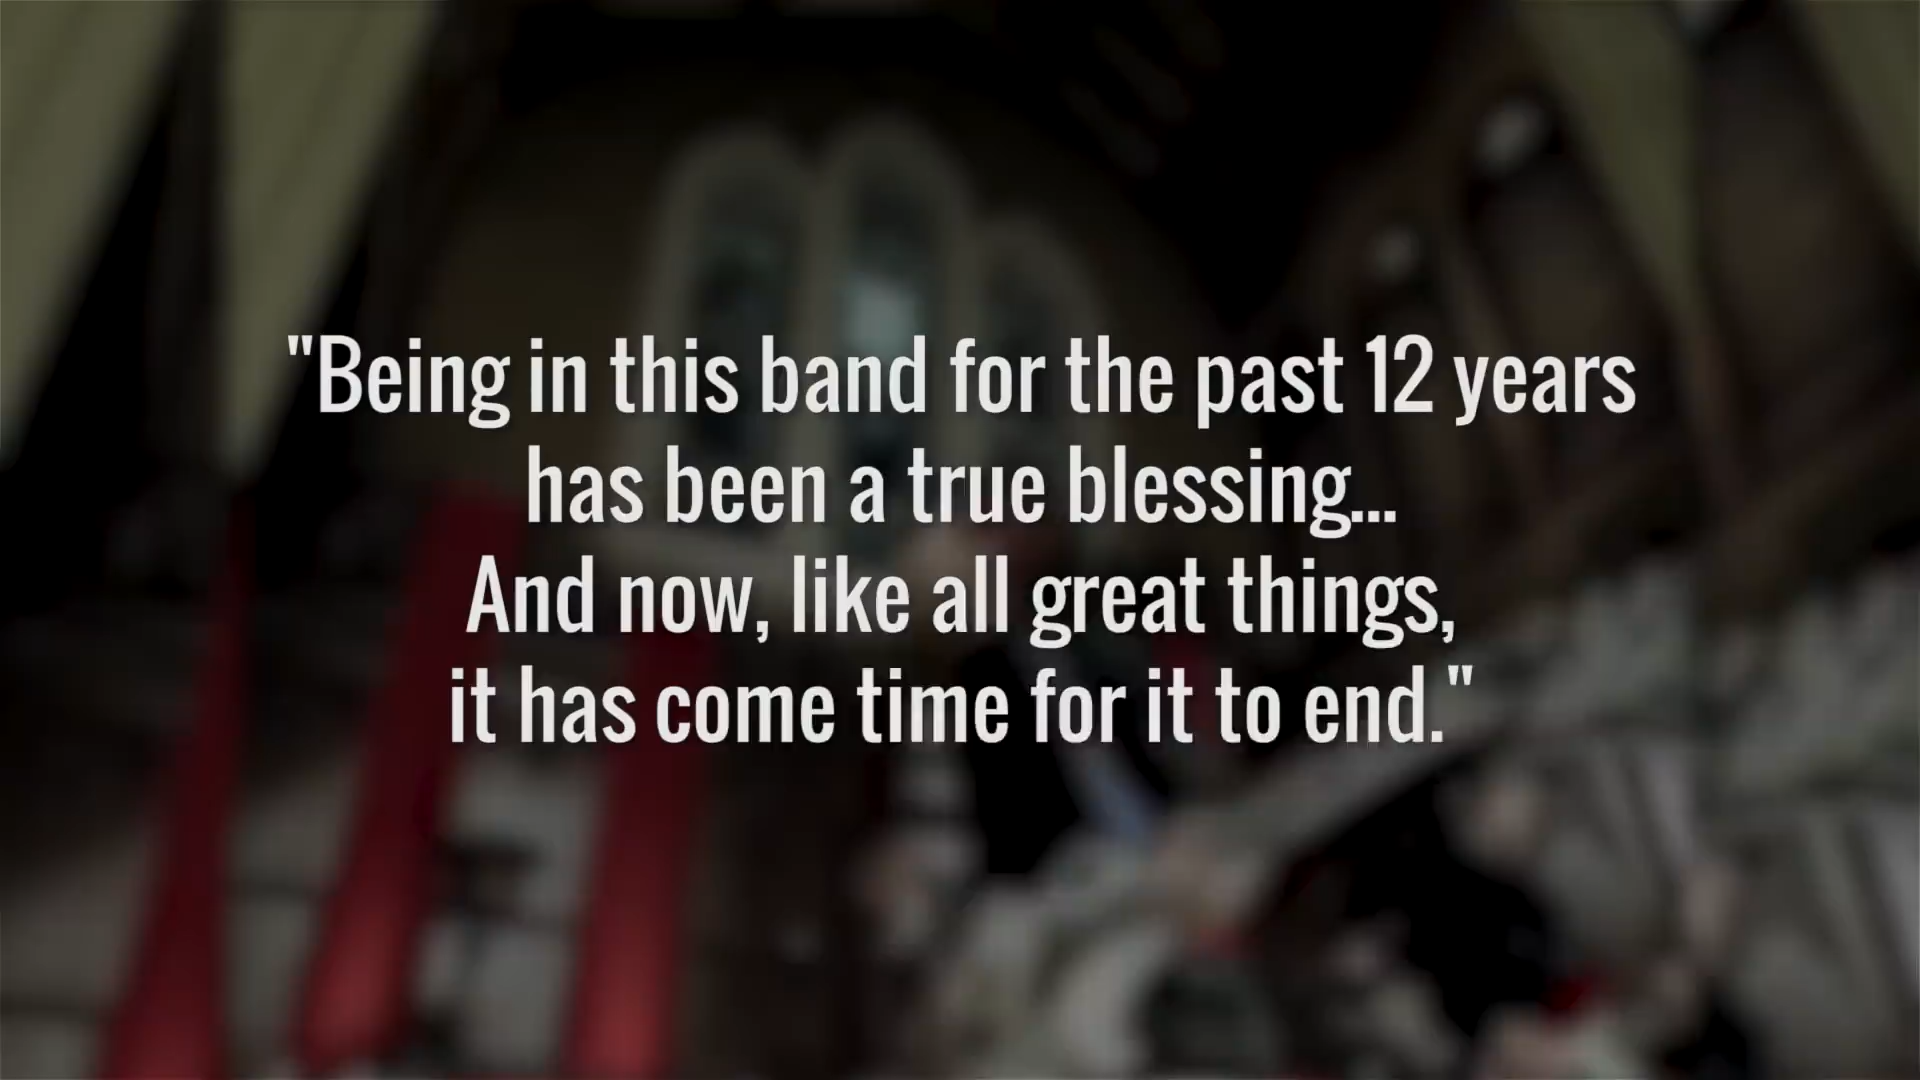 "Being in this band for the past 12 years
has been a true blessing...
And now, like all great things,
it has come time for it to end."